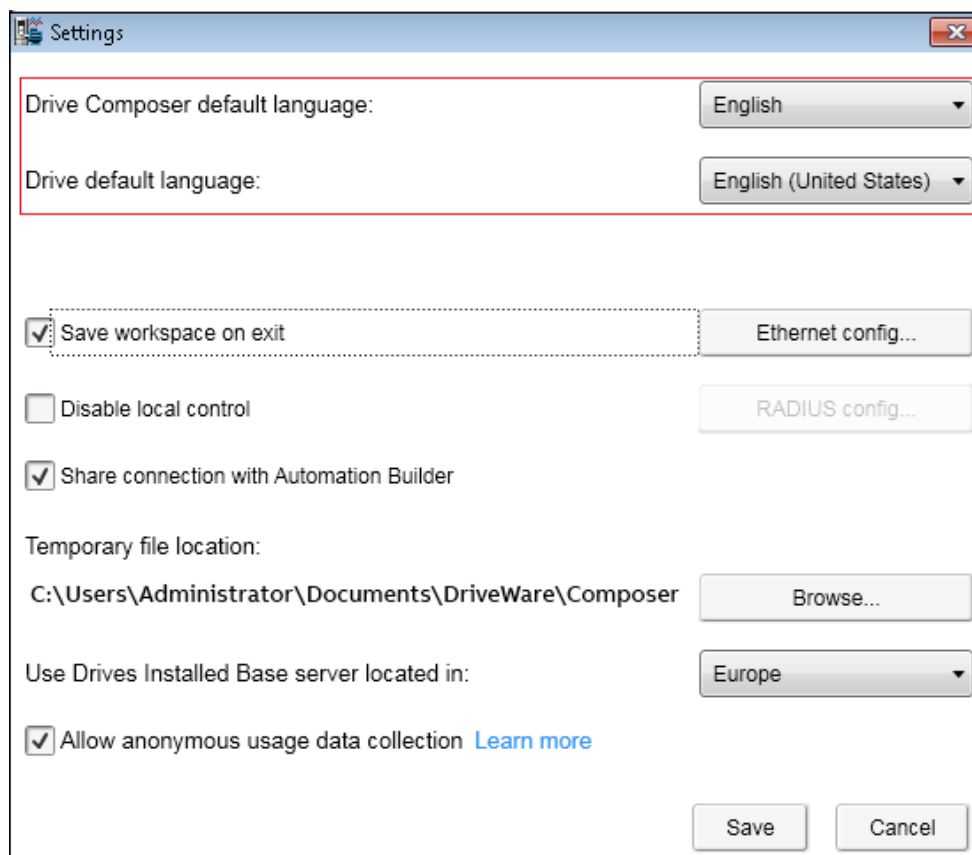 Settings
Drive Composer default language: English
Drive default language: English (United States)
Save workspace on exit Ethernet config...
Disable local control RADIUS config...
Share connection with Automation Builder
Temporary file location:
C:\Users\Administrator\Documents\DriveWare\Composer Browse...
Use Drives Installed Base server located in: Europe
Allow anonymous usage data collection Learn more
Save Cancel